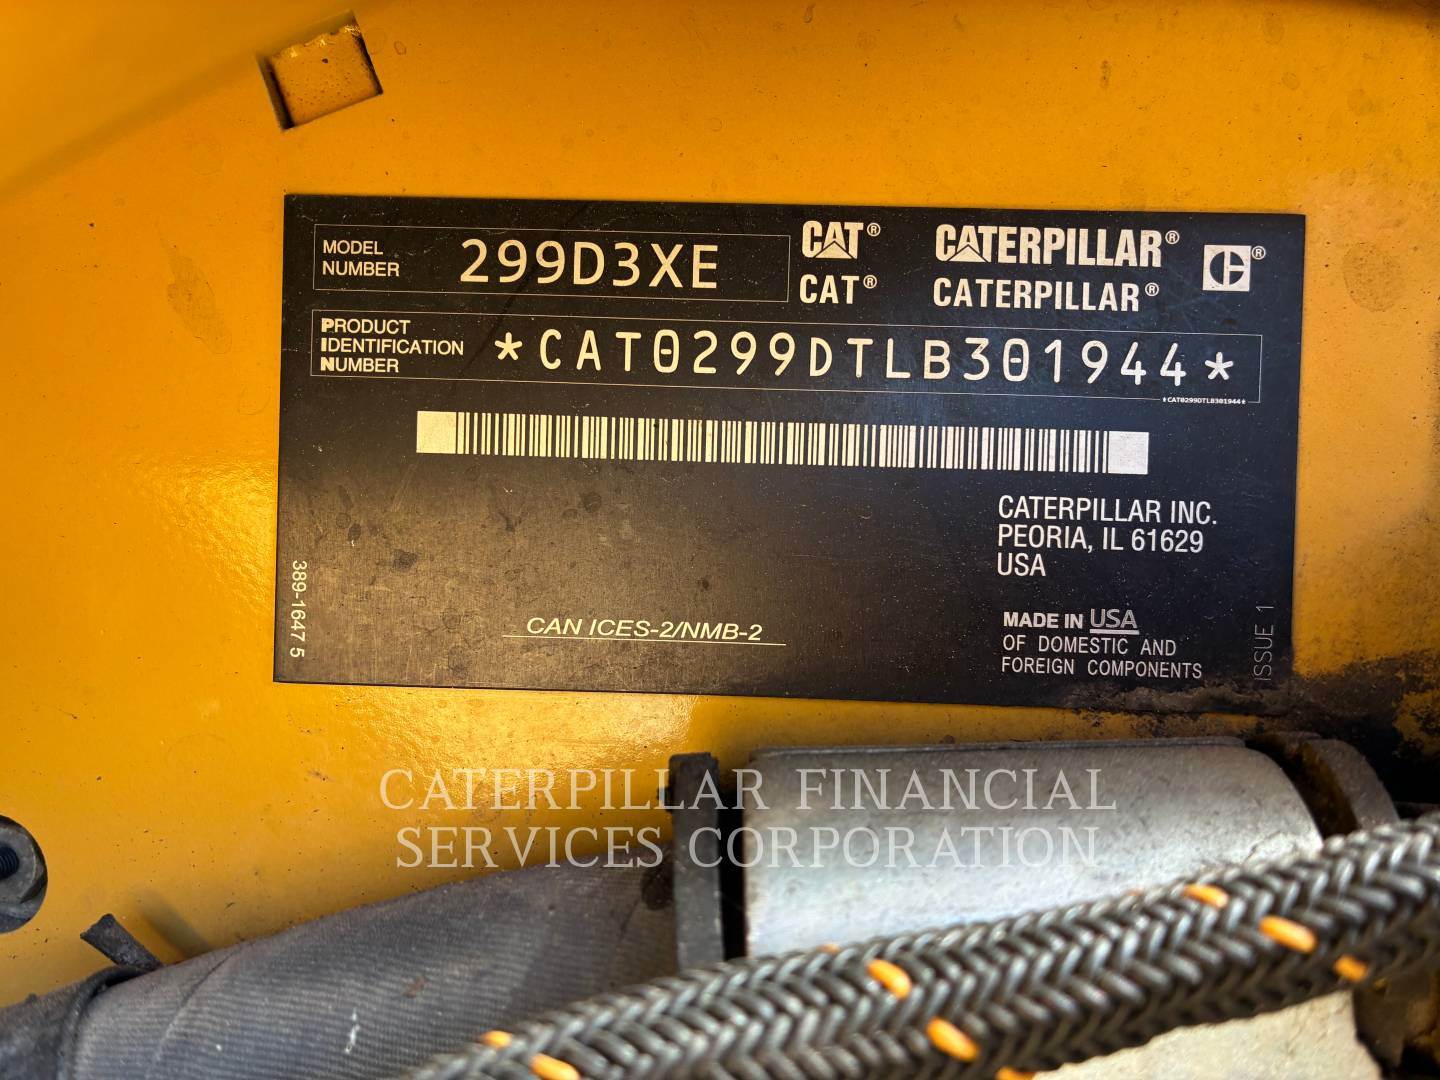 MODEL
NUMBER
299D3XE
CAT® CATERPILLAR® ®
CAT® CATERPILLAR®
PRODUCT
IDENTIFICATION
NUMBER
*CAT0299DTLB301944*
*CAT0299DTLB301944*
CATERPILLAR INC.
PEORIA, IL 61629
USA
389-1647 5
CAN ICES-2/NMB-2
MADE IN USA
OF DOMESTIC AND
FOREIGN COMPONENTS
ISSUE 1
CATERPILLAR FINANCIAL
SERVICES CORPORATION